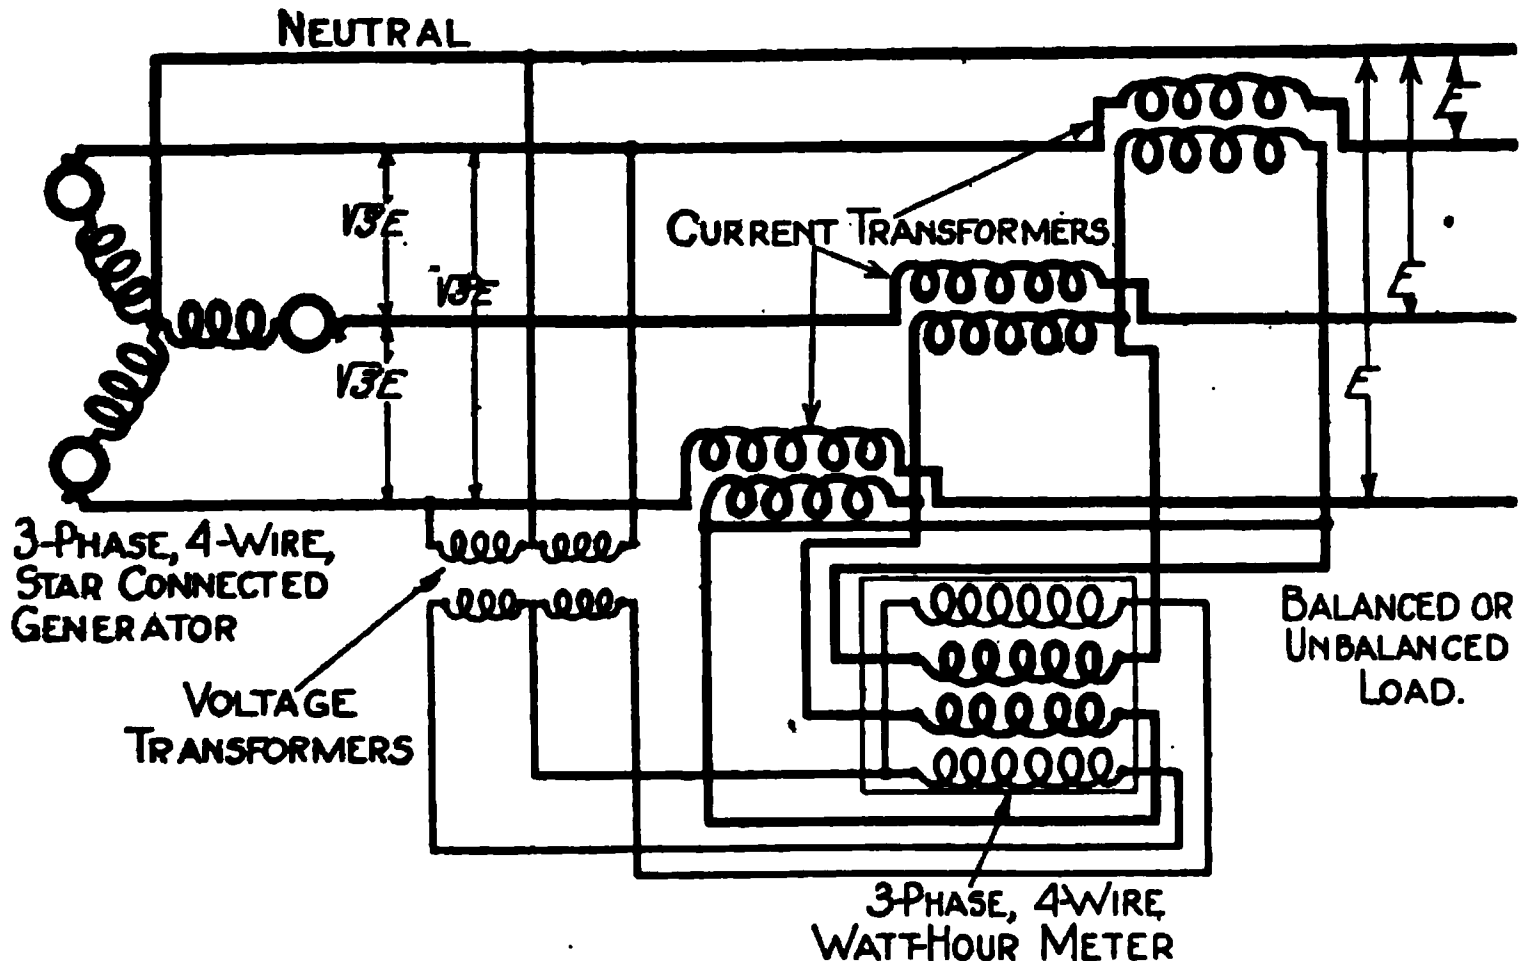 NEUTRAL
E
√3E
CURRENT TRANSFORMERS
√3E
E
√3E
E
3-PHASE, 4-WIRE,
STAR CONNECTED
GENERATOR
BALANCED OR
UNBALANCED
LOAD.
VOLTAGE
TRANSFORMERS
3-PHASE, 4-WIRE
WATT-HOUR METER